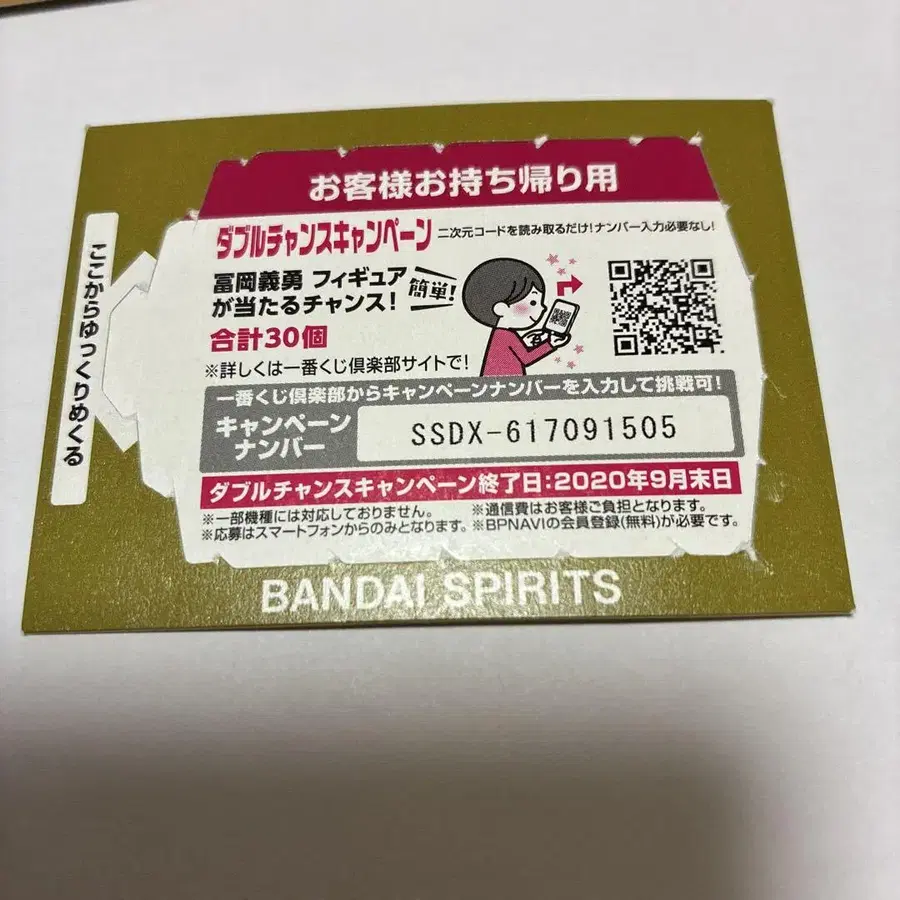 お客様お持ち帰り用
ダブルチャンスキャンペーン 二次元コードを読み取るだけ!ナンバー入力必要なし!
冨岡義勇 フィギュア
が当たるチャンス!
簡単!
合計30個
※詳しくは一番くじ倶楽部サイトで!
一番くじ倶楽部からキャンペーンナンバーを入力して挑戦可!
キャンペーン
ナンバー
SSDX-617091505
ダブルチャンスキャンペーン終了日:2020年9月末日
※一部機種には対応しておりません。 ※通信費はお客様ご負担となります。
※応募はスマートフォンからのみとなります。 ※BPNAVIの会員登録(無料)が必要です。
BANDAI SPIRITS
ここからゆっくりめくる